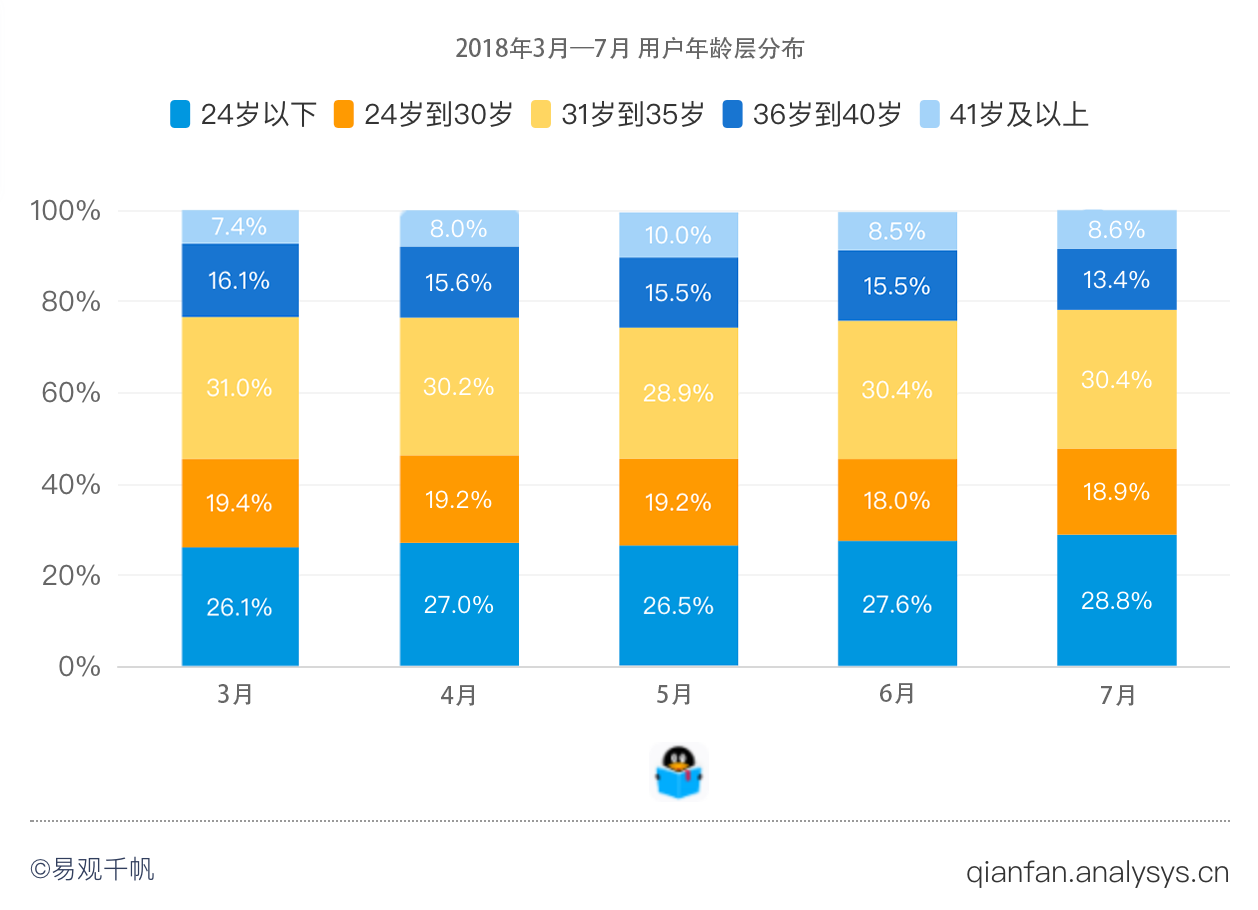 2018年3月—7月 用户年龄层分布
24岁以下 24岁到30岁 31岁到35岁 36岁到40岁 41岁及以上
100%
7.4% 8.0% 10.0% 8.5% 8.6%
16.1% 15.6% 15.5% 15.5% 13.4%
80%
31.0% 30.2% 28.9% 30.4% 30.4%
60%
40%
19.4% 19.2% 19.2% 18.0% 18.9%
20%
26.1% 27.0% 26.5% 27.6% 28.8%
0%
3月 4月 5月 6月 7月
©易观千帆 qianfan.analysys.cn